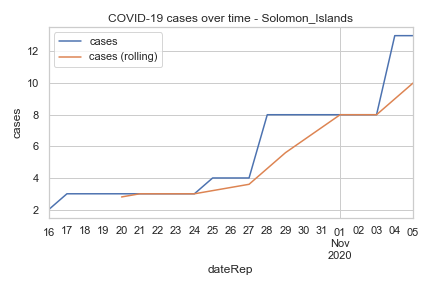 COVID-19 cases over time - Solomon_Islands
cases
cases (rolling)
cases
12
10
8
6
4
2
16 17 18 19 20 21 22 23 24 25 26 27 28 29 30 31 01 02 03 04 05
Nov
2020
dateRep